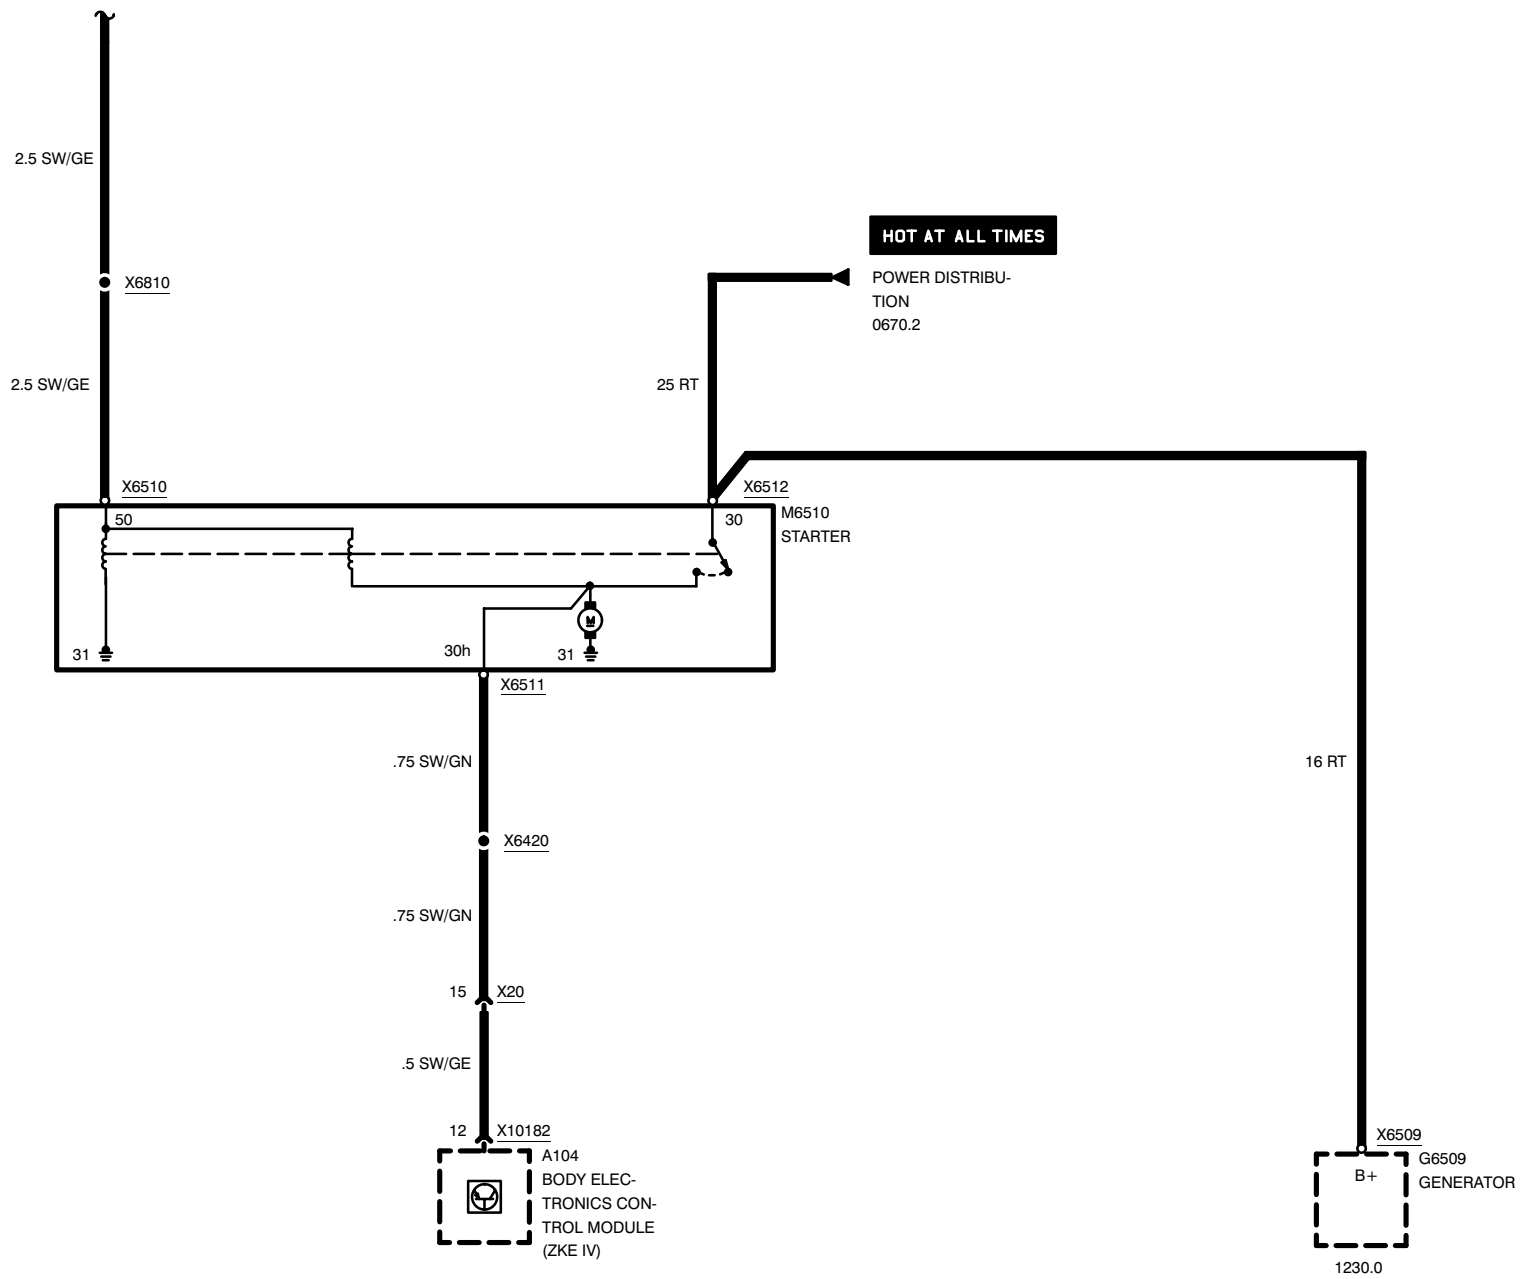 2.5 SW/GE
HOT AT ALL TIMES
X6810
POWER DISTRIBU-
TION
0670.2
2.5 SW/GE
25 RT
X6510
X6512
50
30
M6510
STARTER
M
31
30h
31
X6511
.75 SW/GN
16 RT
X6420
.75 SW/GN
15
X20
.5 SW/GE
12
X10182
X6509
A104
BODY ELEC-
TRONICS CON-
TROL MODULE
(ZKE IV)
B+
G6509
GENERATOR
1230.0